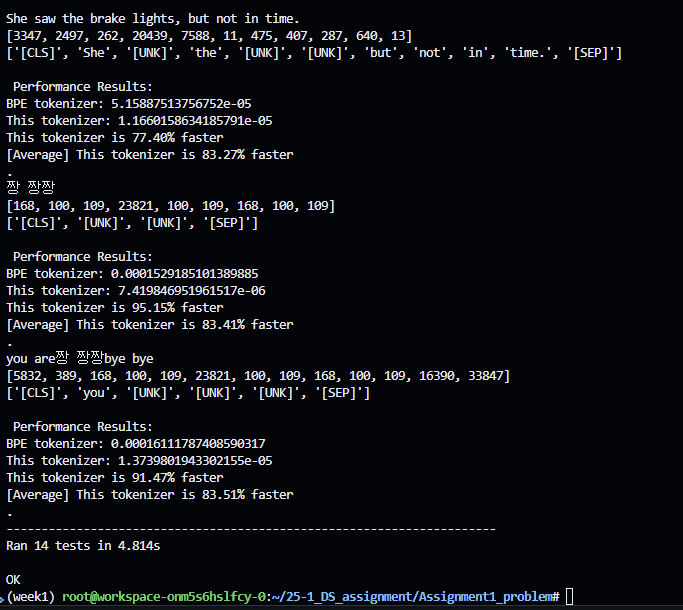 She saw the brake lights, but not in time.
[3347, 2497, 262, 20439, 7588, 11, 475, 407, 287, 640, 13]
['[CLS]', 'She', '[UNK]', 'the', '[UNK]', '[UNK]', 'but', 'not', 'in', 'time.', '[SEP]']
Performance Results:
BPE tokenizer: 5.15887513756752e-05
This tokenizer: 1.1660158634185791e-05
This tokenizer is 77.40% faster
[Average] This tokenizer is 83.27% faster
.
짱 짱짱
[168, 100, 109, 23821, 100, 109, 168, 100, 109]
['[CLS]', '[UNK]', '[UNK]', '[SEP]']
Performance Results:
BPE tokenizer: 0.0001529185101389885
This tokenizer: 7.419846951961517e-06
This tokenizer is 95.15% faster
[Average] This tokenizer is 83.41% faster
.
you are짱 짱짱bye bye
[5832, 389, 168, 100, 109, 23821, 100, 109, 168, 100, 109, 16390, 33847]
['[CLS]', 'you', '[UNK]', '[UNK]', '[UNK]', '[SEP]']
Performance Results:
BPE tokenizer: 0.00016111787408590317
This tokenizer: 1.3739801943302155e-05
This tokenizer is 91.47% faster
[Average] This tokenizer is 83.51% faster
.
----------------------------------------------------------------------
Ran 14 tests in 4.814s
OK
(week1) root@workspace-onm5s6hslfcy-0:~/25-1_DS_assignment/Assignment1_problem#